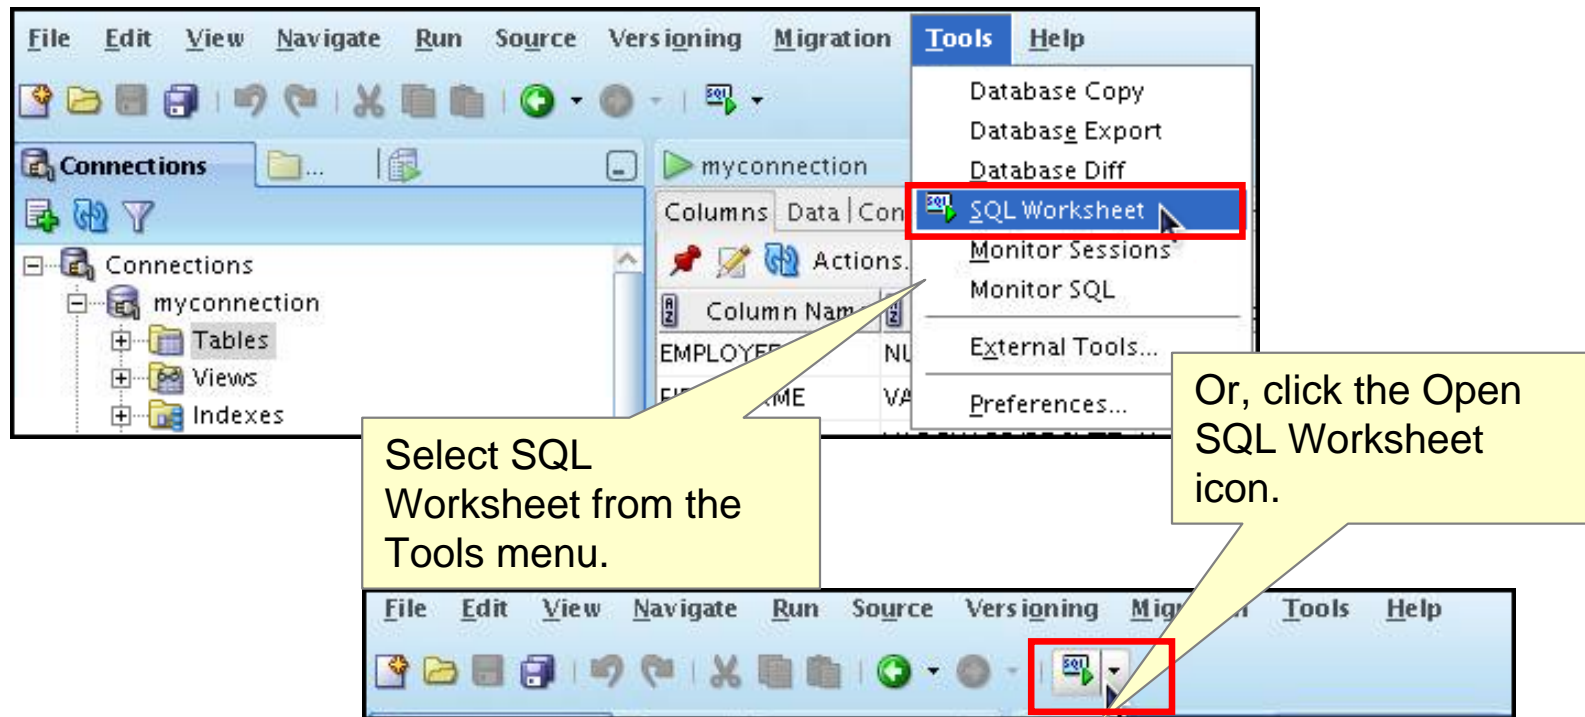 File Edit View Navigate Run Source Versioning Migration Tools Help
Database Copy
Database Export
Database Diff
SQL Worksheet
Monitor Sessions
Monitor SQL
External Tools...
Preferences...
Connections ...
Connections
myconnection
Tables
Views
Indexes
myconnection
Columns Data
Actions.
Column Nam
Select SQL
Worksheet from the
Tools menu.
Or, click the Open
SQL Worksheet
icon.
File Edit View Navigate Run Source Versioning Tools Help